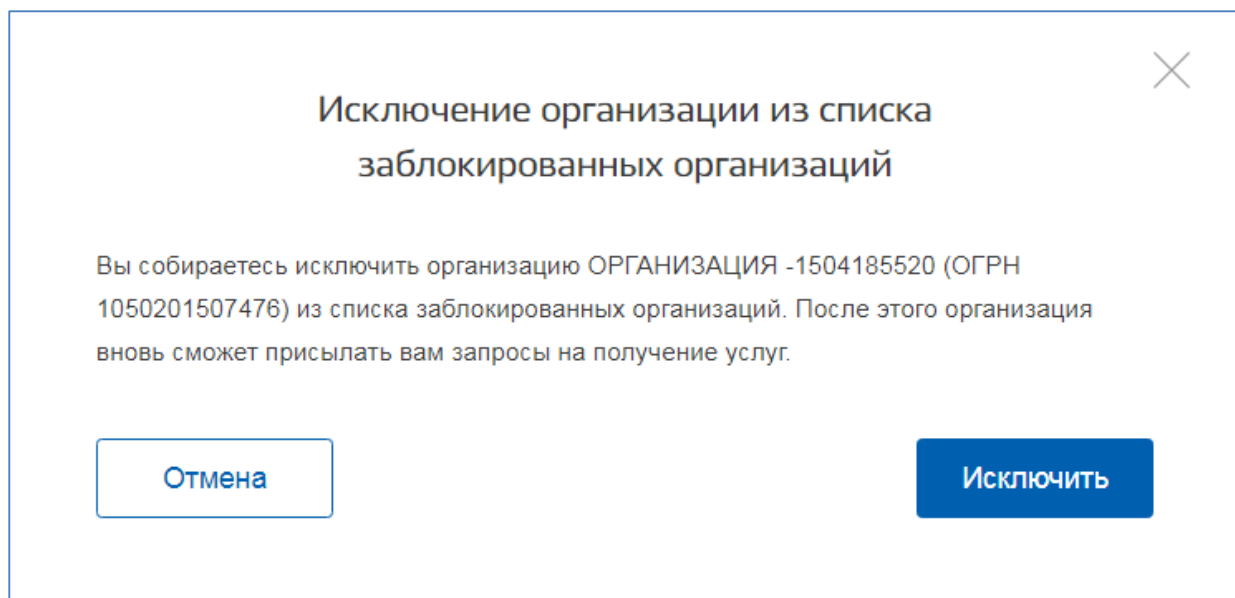 Исключение организации из списка
заблокированных организаций
Вы собираетесь исключить организацию ОРГАНИЗАЦИЯ -1504185520 (ОГРН
1050201507476) из списка заблокированных организаций. После этого организация
вновь сможет присылать вам запросы на получение услуг.
Отмена
Исключить